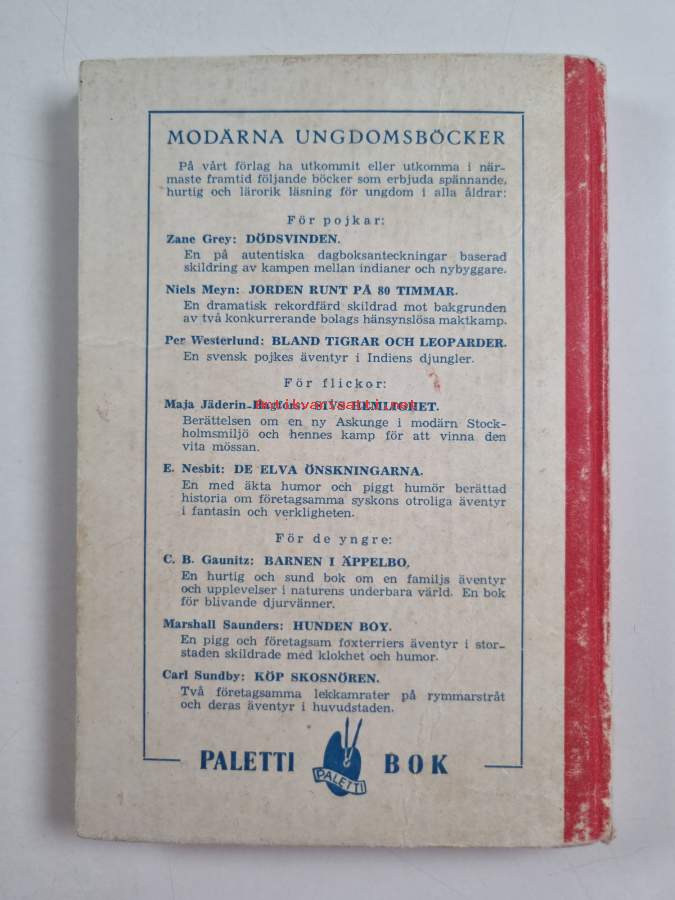 MODÄRNA UNGDOMSBÖCKER
På vårt förlag ha utkommit eller utkomma i när-
maste framtid följande böcker som erbjuda spännande,
hurtig och lärorik läsning för ungdom i alla åldrar:
För pojkar:
Zane Grey: DÖDSVINDEN.
En på autentiska dagboksanteckningar baserad
skildring av kampen mellan indianer och nybyggare.
Niels Meyn: JORDEN RUNT PÅ 80 TIMMAR.
En dramatisk rekordfärd skildrad mot bakgrunden
av två konkurrerande bolags hänsynslösa maktkamp.
Per Westerlund: BLAND TIGRAR OCH LEOPARDER.
En svensk pojkes äventyr i Indiens djungler.
För flickor:
Maja Jäderin-Hagfors: HEMLIGHET.
antikvariaatti.net
Berättelsen om en ny Askunge i modärn Stock-
holmsmiljö och hennes kamp för att vinna den
vita mössan.
E. Nesbit: DE ELVA ÖNSKNINGARNA.
En med äkta humor och piggt humör berättad
historia om företagsamma syskons otroliga äventyr
i fantasin och verkligheten.
För de yngre:
C. B. Gaunitz: BARNEN I ÄPPELBO.
En hurtig och sund bok om en familjs äventyr
och upplevelser i naturens underbara värld. En bok
för blivande djurvänner.
Marshall Saunders: HUNDEN BOY.
En pigg och företagsam foxterriers äventyr i stor-
staden skildrade med klokhet och humor.
Carl Sundby: KÖP SKOSNÖREN.
Två företagsamma lekkamrater på rymmarstråt
och deras äventyr i huvudstaden.
PALETTI BOK
PALETTI